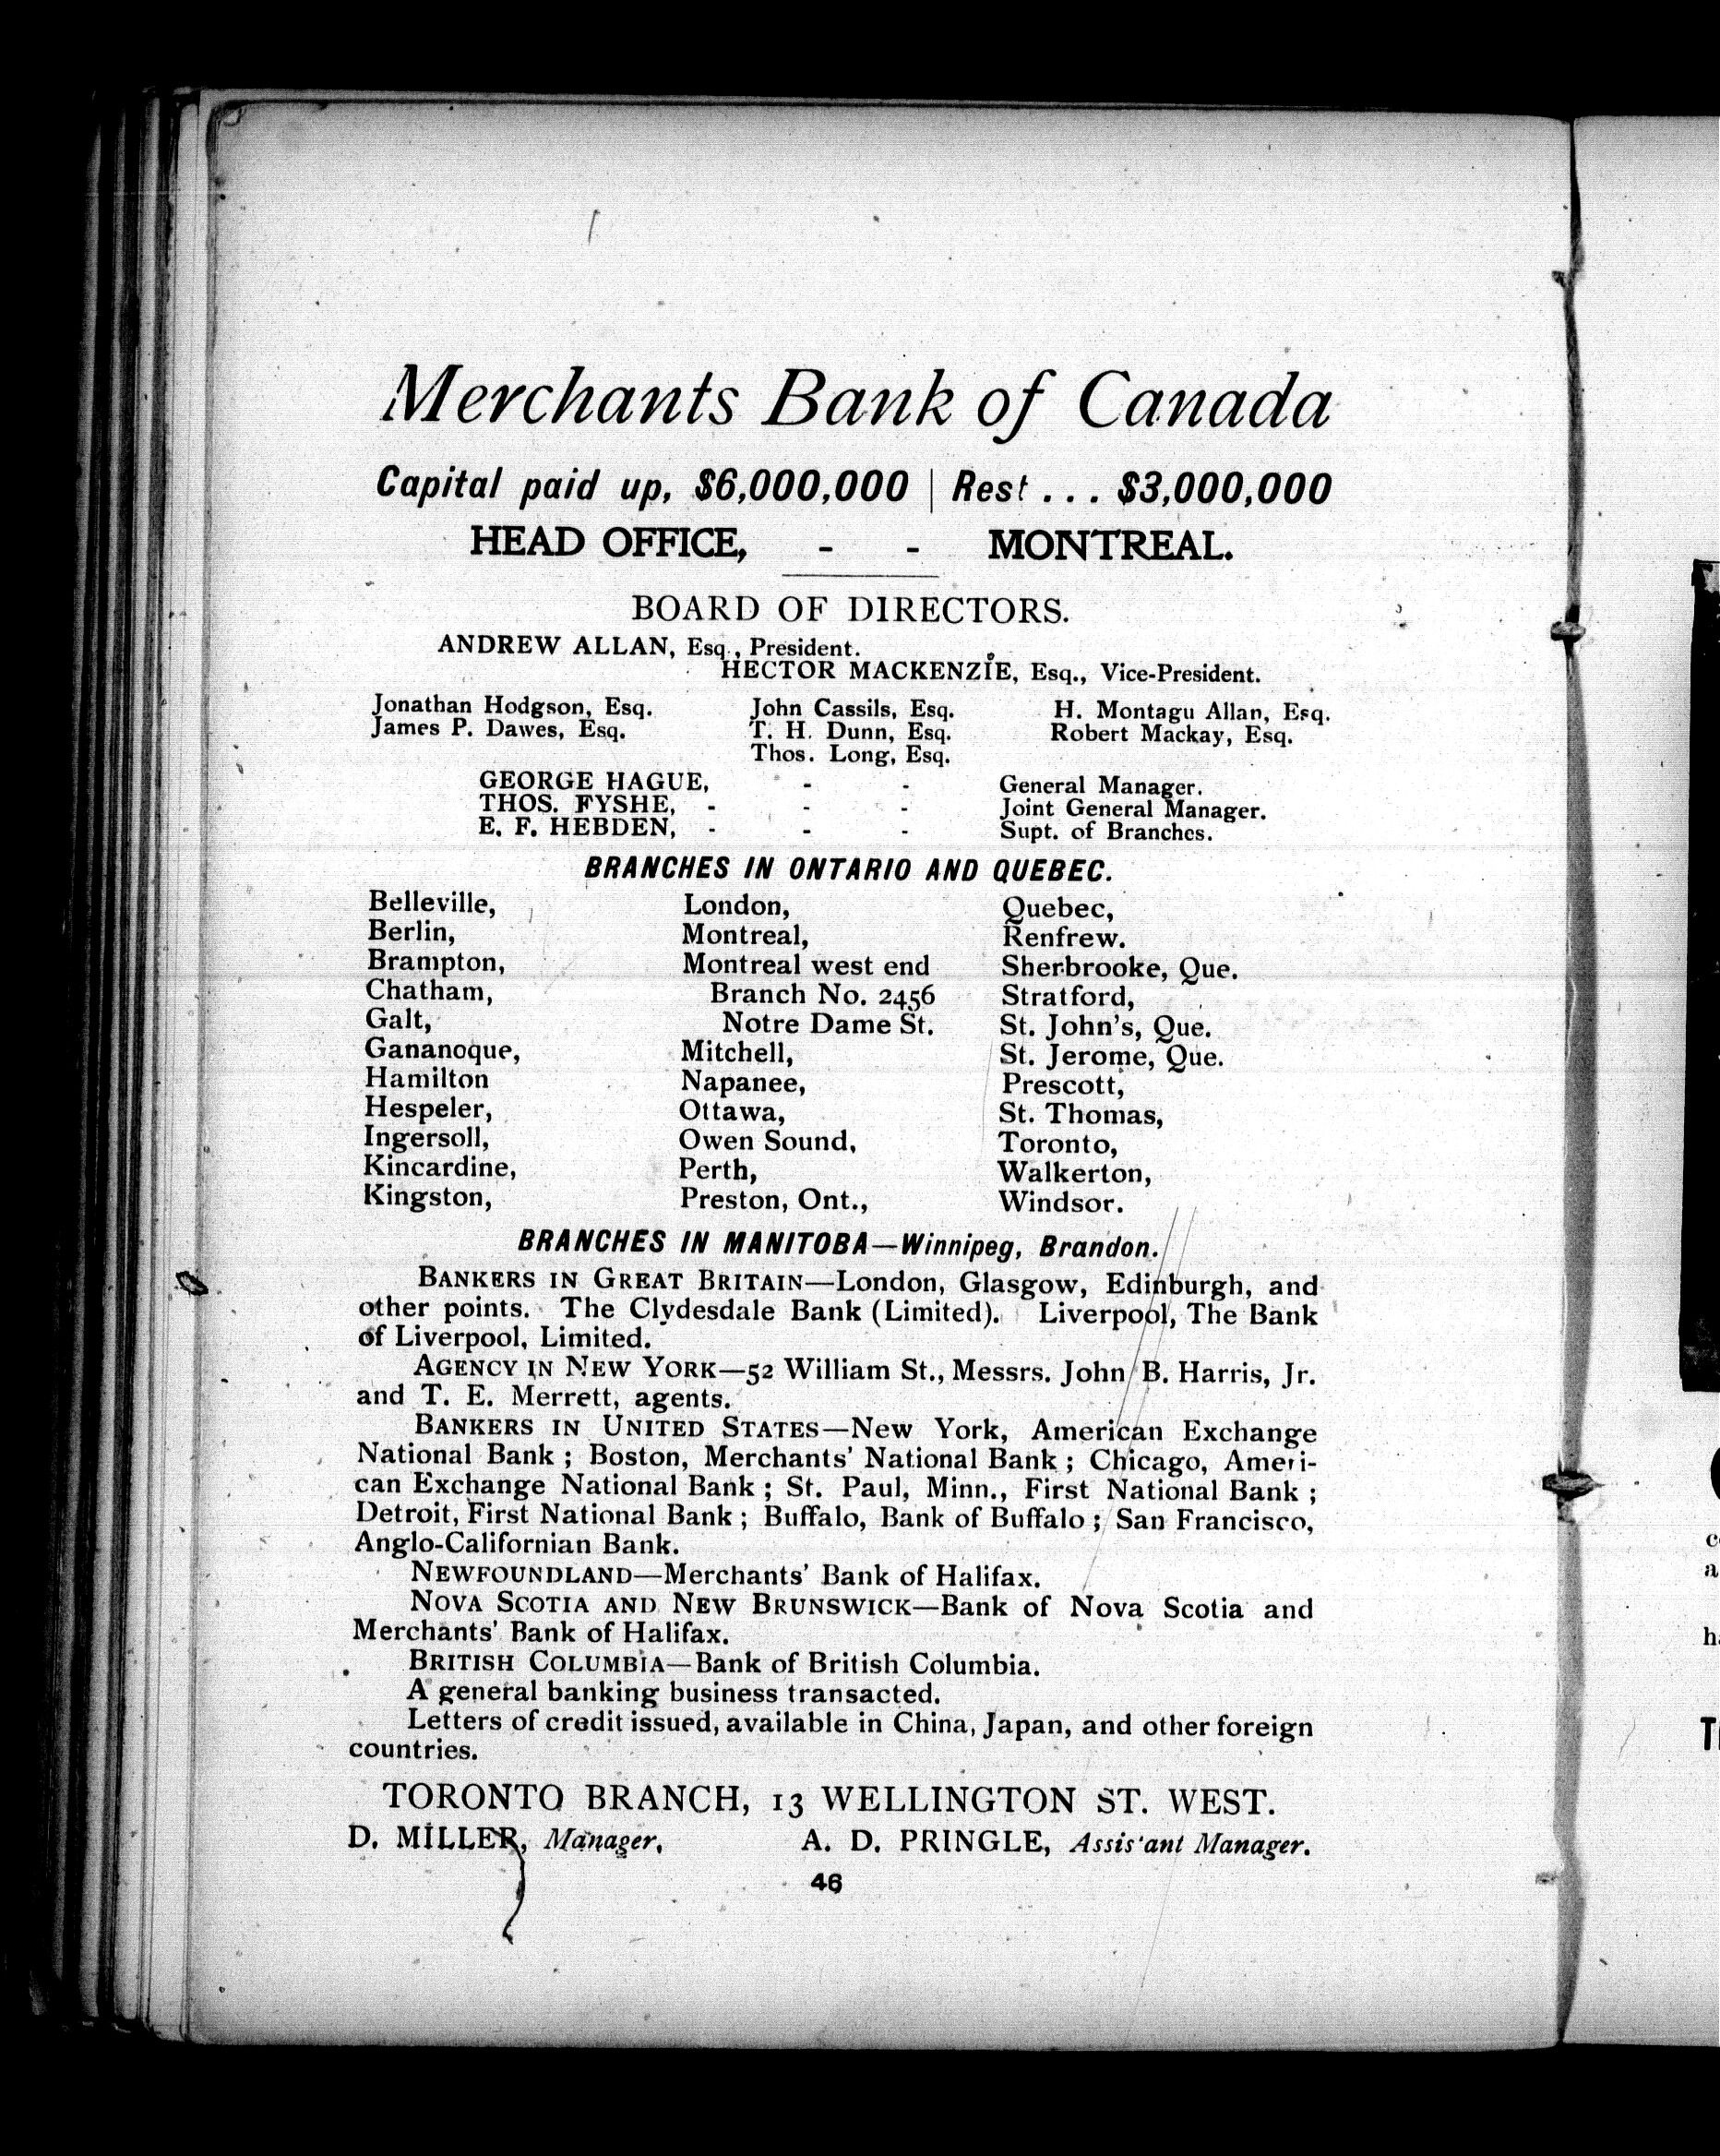 Merchants Bank of Canada
Capital paid up, $6,000,000 | Rest . . . $3,000,000
HEAD OFFICE, - - MONTREAL.
BOARD OF DIRECTORS.
ANDREW ALLAN, Esq., President.
HECTOR MACKENZIE, Esq., Vice-President.
Jonathan Hodgson, Esq. John Cassils, Esq. H. Montagu Allan, Esq.
James P. Dawes, Esq. T. H. Dunn, Esq. Robert Mackay, Esq.
Thos. Long, Esq.
GEORGE HAGUE, - - General Manager.
THOS. FYSHE, - - - Joint General Manager.
E. F. HEBDEN, - - - Supt. of Branches.
BRANCHES IN ONTARIO AND QUEBEC.
Belleville, London, Quebec,
Berlin, Montreal, Renfrew.
Brampton, Montreal west end Sherbrooke, Que.
Chatham, Branch No. 2456 Stratford,
Galt, Notre Dame St. St. John's, Que.
Gananoque, Mitchell, St. Jerome, Que.
Hamilton Napanee, Prescott,
Hespeler, Ottawa, St. Thomas,
Ingersoll, Owen Sound, Toronto,
Kincardine, Perth, Walkerton,
Kingston, Preston, Ont., Windsor.
BRANCHES IN MANITOBA—Winnipeg, Brandon.
BANKERS IN GREAT BRITAIN—London, Glasgow, Edinburgh, and
other points. The Clydesdale Bank (Limited). Liverpool, The Bank
of Liverpool, Limited.
AGENCY IN NEW YORK—52 William St., Messrs. John B. Harris, Jr.
and T. E. Merrett, agents.
BANKERS IN UNITED STATES—New York, American Exchange
National Bank ; Boston, Merchants' National Bank ; Chicago, Ameri-
can Exchange National Bank ; St. Paul, Minn., First National Bank ;
Detroit, First National Bank ; Buffalo, Bank of Buffalo ; San Francisco,
Anglo-Californian Bank.
NEWFOUNDLAND—Merchants' Bank of Halifax.
NOVA SCOTIA AND NEW BRUNSWICK—Bank of Nova Scotia and
Merchants' Bank of Halifax.
BRITISH COLUMBIA—Bank of British Columbia.
A general banking business transacted.
Letters of credit issued, available in China, Japan, and other foreign
countries.
TORONTO BRANCH, 13 WELLINGTON ST. WEST.
D. MILLER, Manager, A. D. PRINGLE, Assis'ant Manager.
46